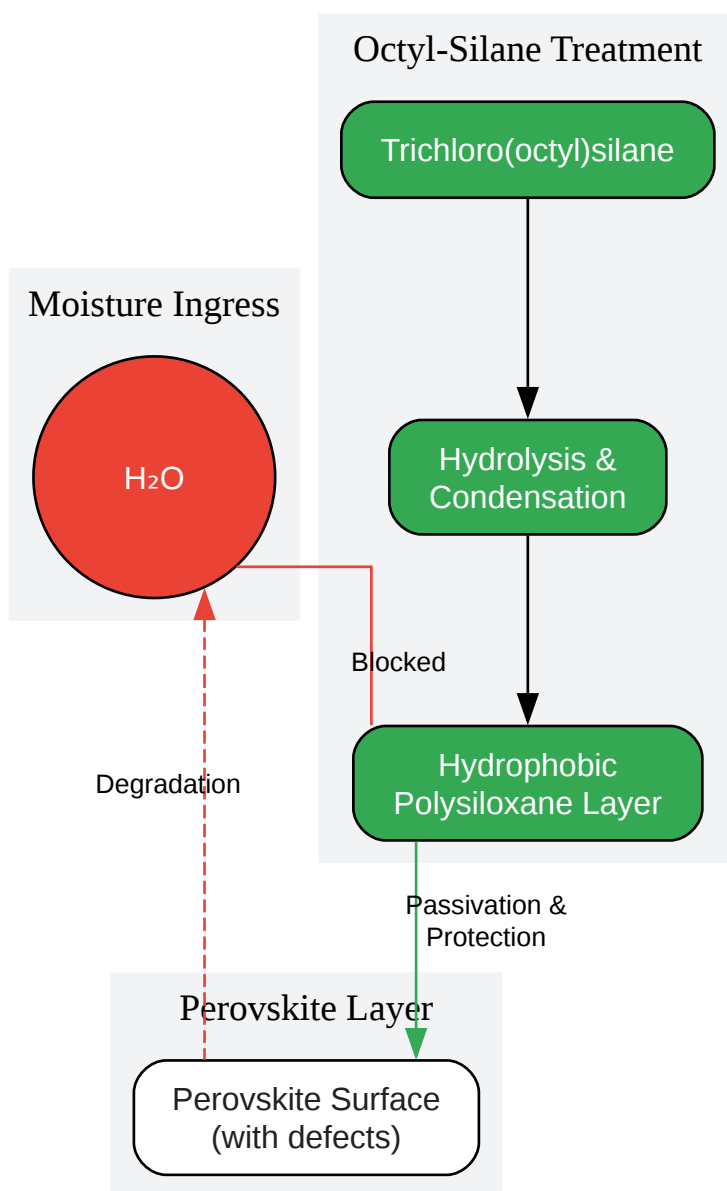 Octyl-Silane Treatment
Trichloro(octyl)silane
Moisture Ingress
H₂O
Hydrolysis &
Condensation
Blocked
Hydrophobic
Polysiloxane Layer
Degradation
Passivation &
Protection
Perovskite Layer
Perovskite Surface
(with defects)